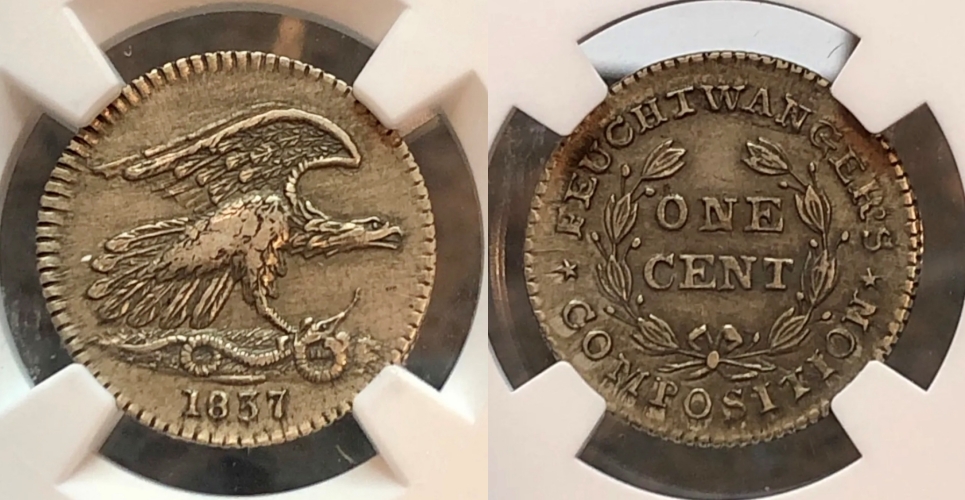 1837
FEUCHTWANGER'S
ONE
CENT
★ COMPOSITION ★